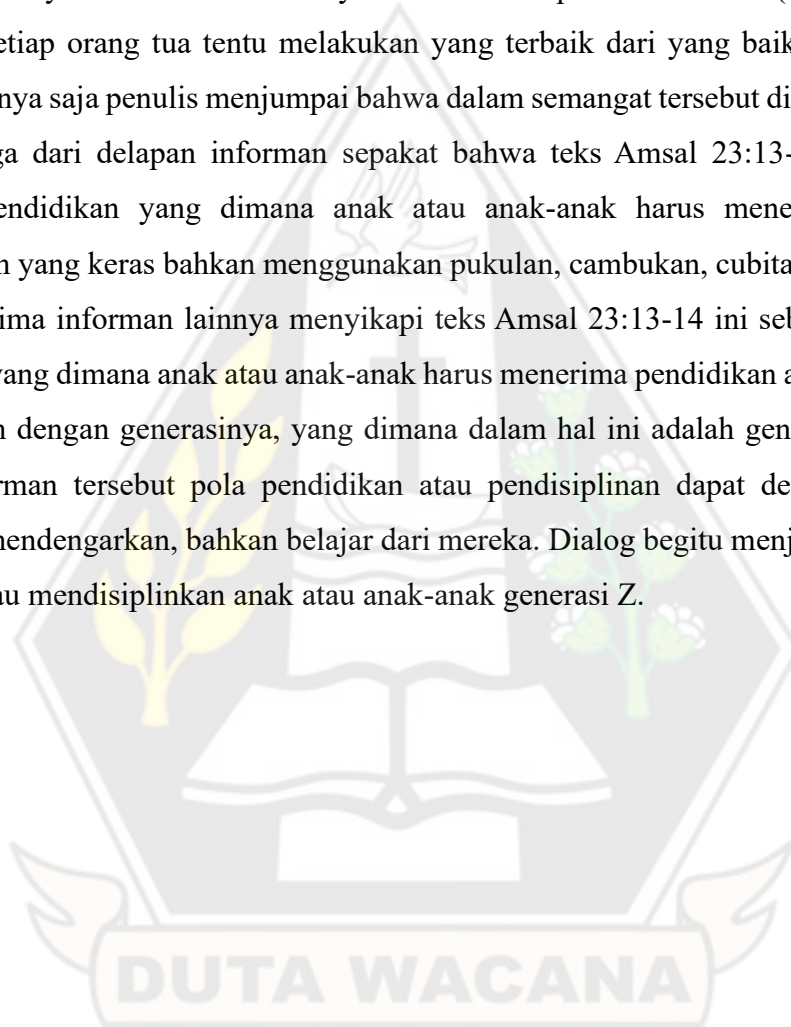 etiap orang tua tentu melakukan yang terbaik dari yang baik
nya saja penulis menjumpai bahwa dalam semangat tersebut di
ga dari delapan informan sepakat bahwa teks Amsal 23:13-
endidikan yang dimana anak atau anak-anak harus mene
n yang keras bahkan menggunakan pukulan, cambukan, cubita
ima informan lainnya menyikapi teks Amsal 23:13-14 ini seb
yang dimana anak atau anak-anak harus menerima pendidikan a
n dengan generasinya, yang dimana dalam hal ini adalah gen
rman tersebut pola pendidikan atau pendisiplinan dapat de
mendengarkan, bahkan belajar dari mereka. Dialog begitu menj
au mendisiplinkan anak atau anak-anak generasi Z.
DUTA WACANA